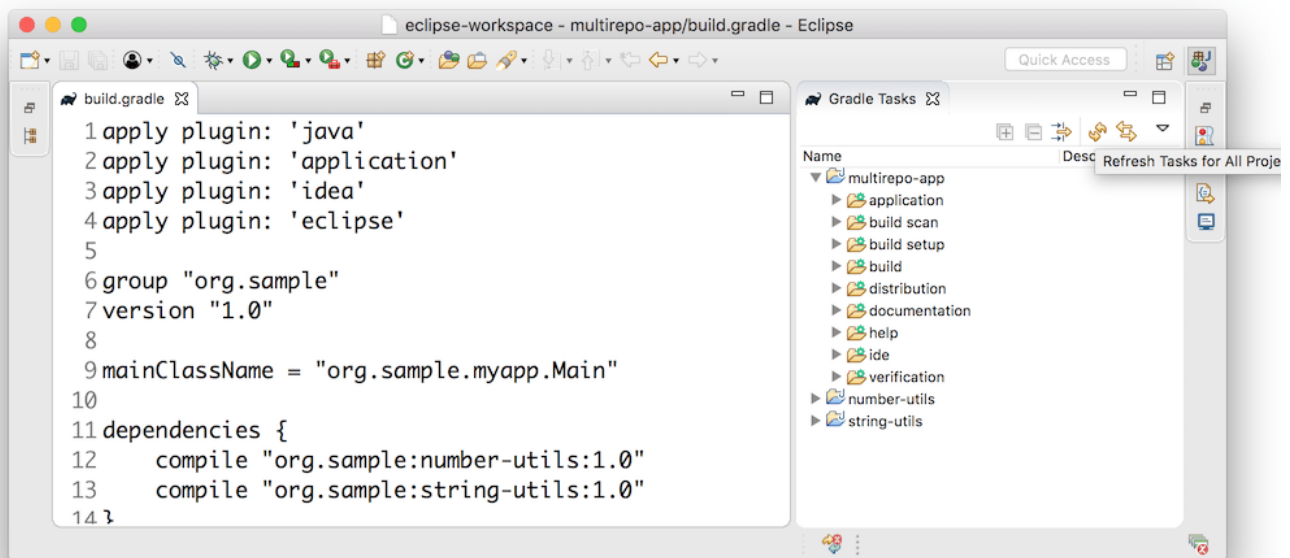 eclipse-workspace - multirepo-app/build.gradle - Eclipse
Quick Access
build.gradle
1 apply plugin: 'java'
2 apply plugin: 'application'
3 apply plugin: 'idea'
4 apply plugin: 'eclipse'
5
6 group "org.sample"
7 version "1.0"
8
9 mainClassName = "org.sample.myapp.Main"
10
11 dependencies {
12 compile "org.sample:number-utils:1.0"
13 compile "org.sample:string-utils:1.0"
14 }
Gradle Tasks
Name Desc
Refresh Tasks for All Proje
multirepo-app
application
build scan
build setup
build
distribution
documentation
help
ide
verification
number-utils
string-utils